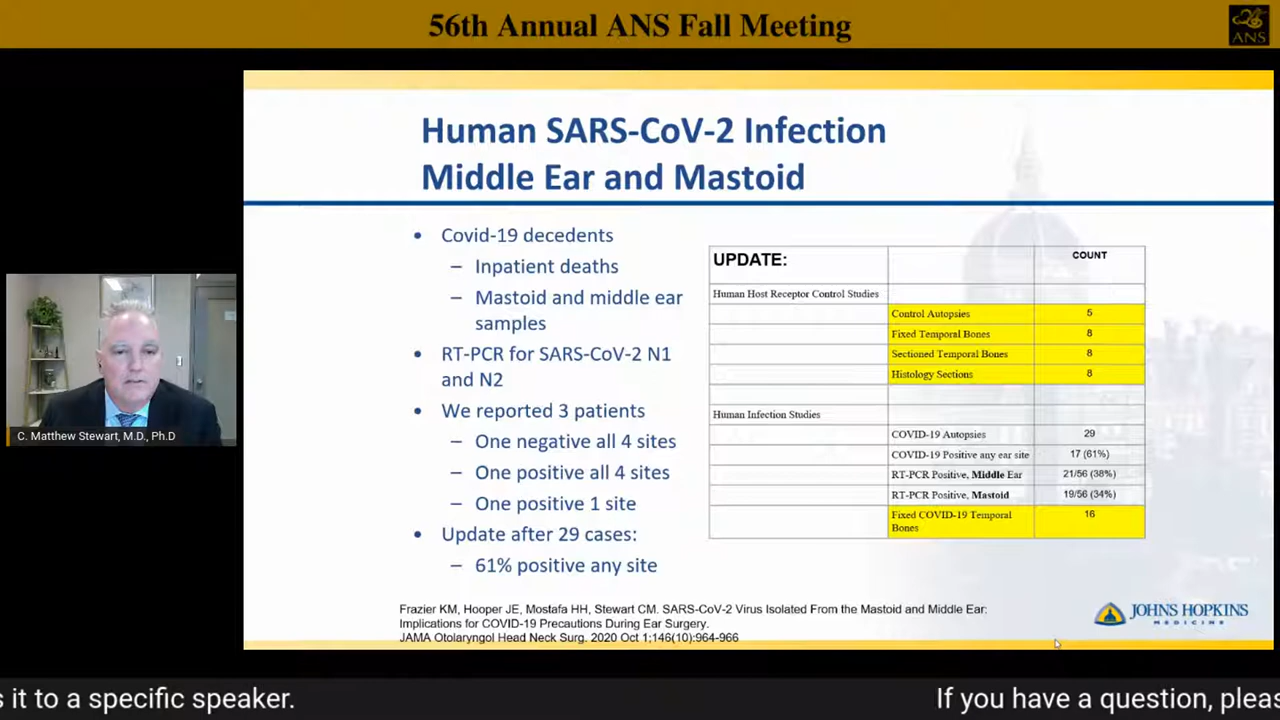 56th Annual ANS Fall Meeting
ANS
Human SARS-CoV-2 Infection
Middle Ear and Mastoid
• Covid-19 decedents
– Inpatient deaths
– Mastoid and middle ear
samples
• RT-PCR for SARS-CoV-2 N1
and N2
• We reported 3 patients
– One negative all 4 sites
– One positive all 4 sites
– One positive 1 site
• Update after 29 cases:
– 61% positive any site
UPDATE: COUNT
Human Host Receptor Control Studies
Control Autopsies 5
Fixed Temporal Bones 8
Sectioned Temporal Bones 8
Histology Sections 8
Human Infection Studies
COVID-19 Autopsies 29
COVID-19 Positive any ear site 17 (61%)
RT-PCR Positive, Middle Ear 21/56 (38%)
RT-PCR Positive, Mastoid 19/56 (34%)
Fixed COVID-19 Temporal 16
Bones
C. Matthew Stewart, M.D., Ph.D
Frazier KM, Hooper JE, Mostafa HH, Stewart CM. SARS-CoV-2 Virus Isolated From the Mastoid and Middle Ear:
Implications for COVID-19 Precautions During Ear Surgery.
JAMA Otolaryngol Head Neck Surg. 2020 Oct 1;146(10):964-966
JOHNS HOPKINS
MEDICINE
s it to a specific speaker. If you have a question, pleas